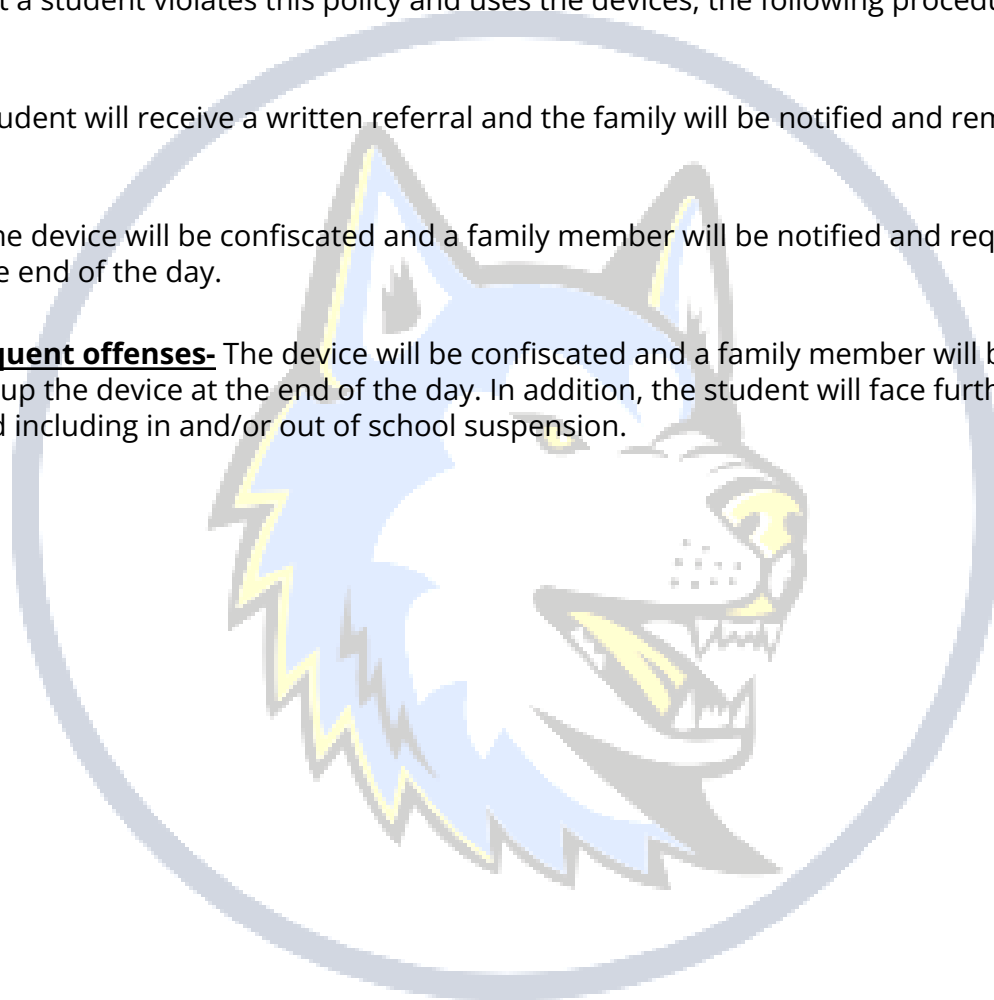 t a student violates this policy and uses the devices, the following procedu
udent will receive a written referral and the family will be notified and rem
he device will be confiscated and a family member will be notified and req
e end of the day.
quent offenses- The device will be confiscated and a family member will b
up the device at the end of the day. In addition, the student will face furth
d including in and/or out of school suspension.